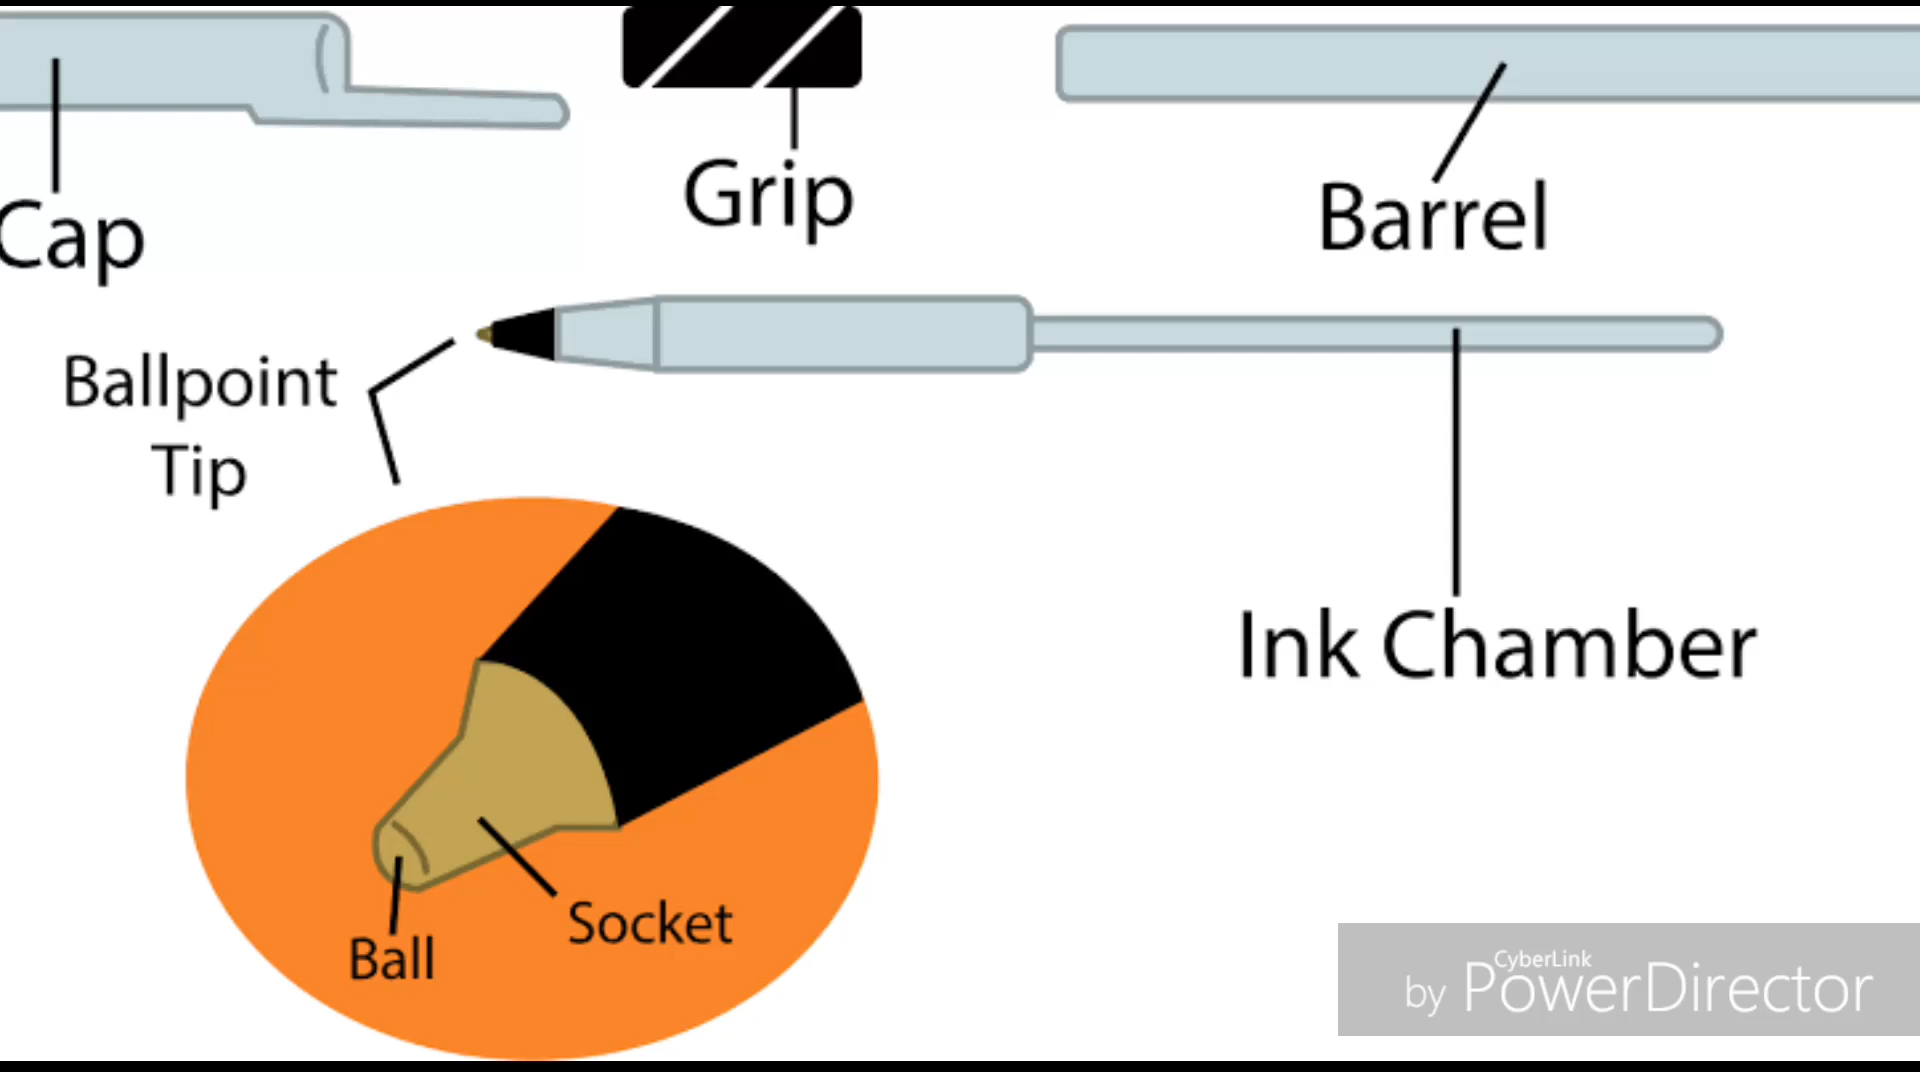 Cap
Grip
Barrel
Ballpoint
Tip
Ink Chamber
Socket
Ball
CyberLink
by PowerDirector